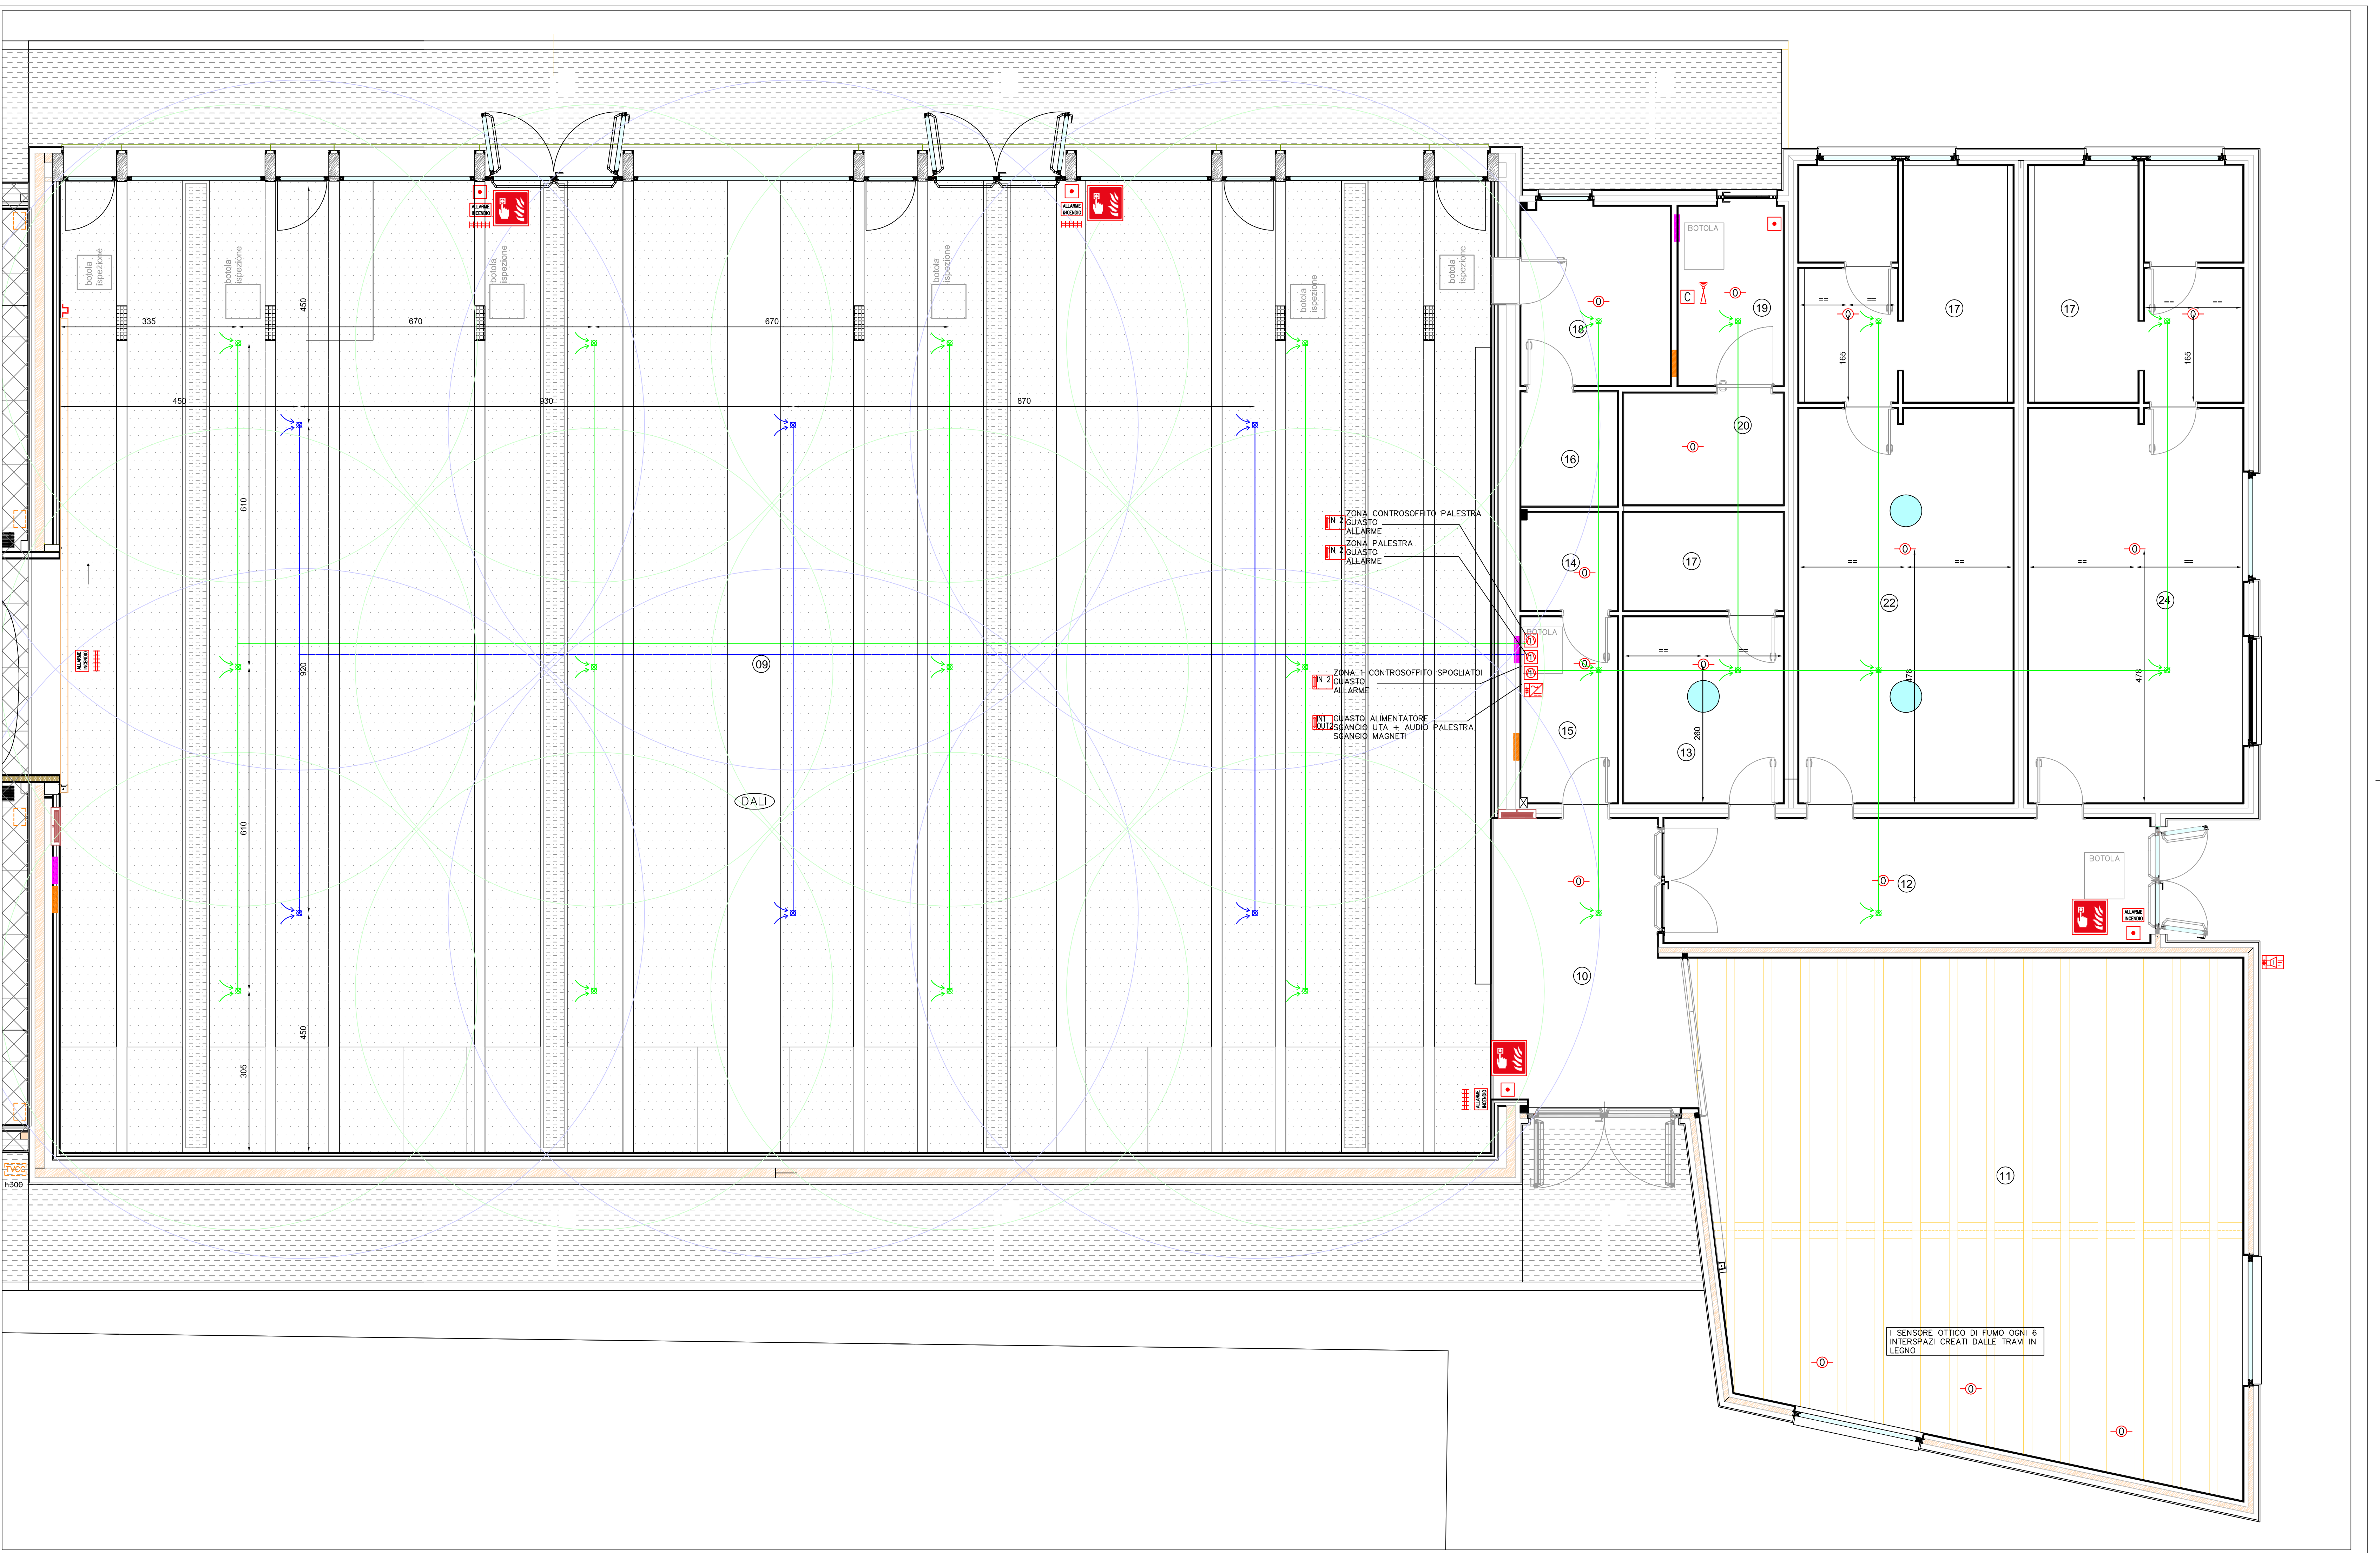 ALLARME
INCENDIO
ALLARME
INCENDIO
botola
ispezione
botola
ispezione
botola
ispezione
botola
ispezione
botola
ispezione
botola
ispezione
450
335
670
670
450
930
870
610
920
610
450
305
09
DALI
ALLARME
INCENDIO
ALLARME
INCENDIO
h300
BOTOLA
C
O
O
18
19
20
O
16
O
17
17
O
==
==
==
==
165
165
IN 2
ZONA CONTROSOFFITO PALESTRA
GUASTO
ALLARME
IN 2
ZONA PALESTRA
GUASTO
ALLARME
IN 2
ZONA 1 CONTROSOFFITO SPOGLIATOI
GUASTO
ALLARME
IN1
OUT2
GUASTO ALIMENTATORE
SGANCIO UTA + AUDIO PALESTRA
SGANCIO MAGNETI
14
O
17
BOTOLA
O
15
==
==
O
13
260
O
==
==
22
478
O
==
==
24
478
O
10
O
12
BOTOLA
ALLARME
INCENDIO
11
I SENSORE OTTICO DI FUMO OGNI 6
INTERSPAZI CREATI DALLE TRAVI IN
LEGNO
O
O
O